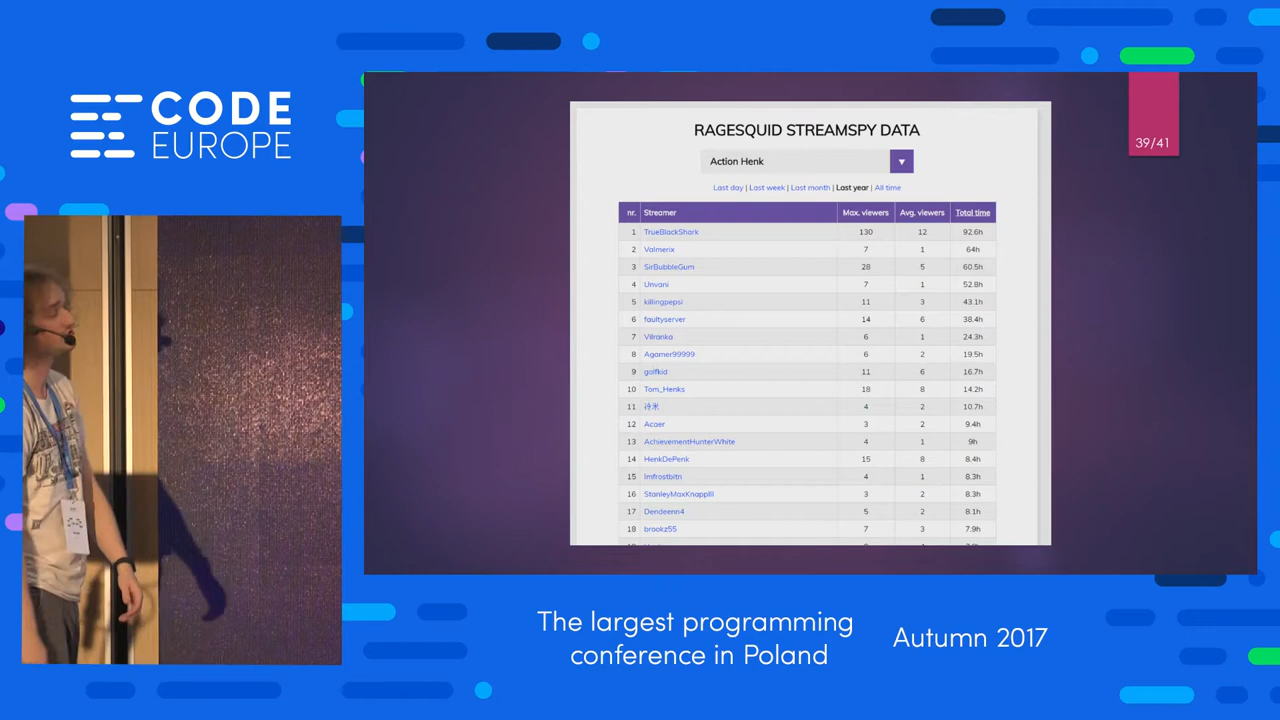 CODE
EUROPE
39/41
RAGESQUID STREAMSPY DATA
Action Henk
Last day | Last week | Last month | Last year | All time
nr. Streamer Max. viewers Avg. viewers Total time
1 TrueBlackShark 130 12 92.6h
2 Valmerix 7 1 64h
3 SirBubbleGum 28 5 60.5h
4 Unvani 7 1 52.8h
5 killingpepsi 11 3 43.1h
6 faultyserver 14 6 38.4h
7 Vilranka 6 1 24.3h
8 Agamer99999 6 2 19.5h
9 golfkid 11 6 16.7h
10 Tom_Henks 18 8 14.2h
11 4 2 10.7h
12 Acaer 3 2 9.4h
13 AchievementHunterWhite 4 1 9h
14 HenkDePenk 15 8 8.4h
15 Imfrostbitn 4 1 8.3h
16 StanleyMaxKnappIII 3 2 8.3h
17 Dendeenn4 5 2 8.1h
18 brookz55 7 3 7.9h
The largest programming
conference in Poland
Autumn 2017